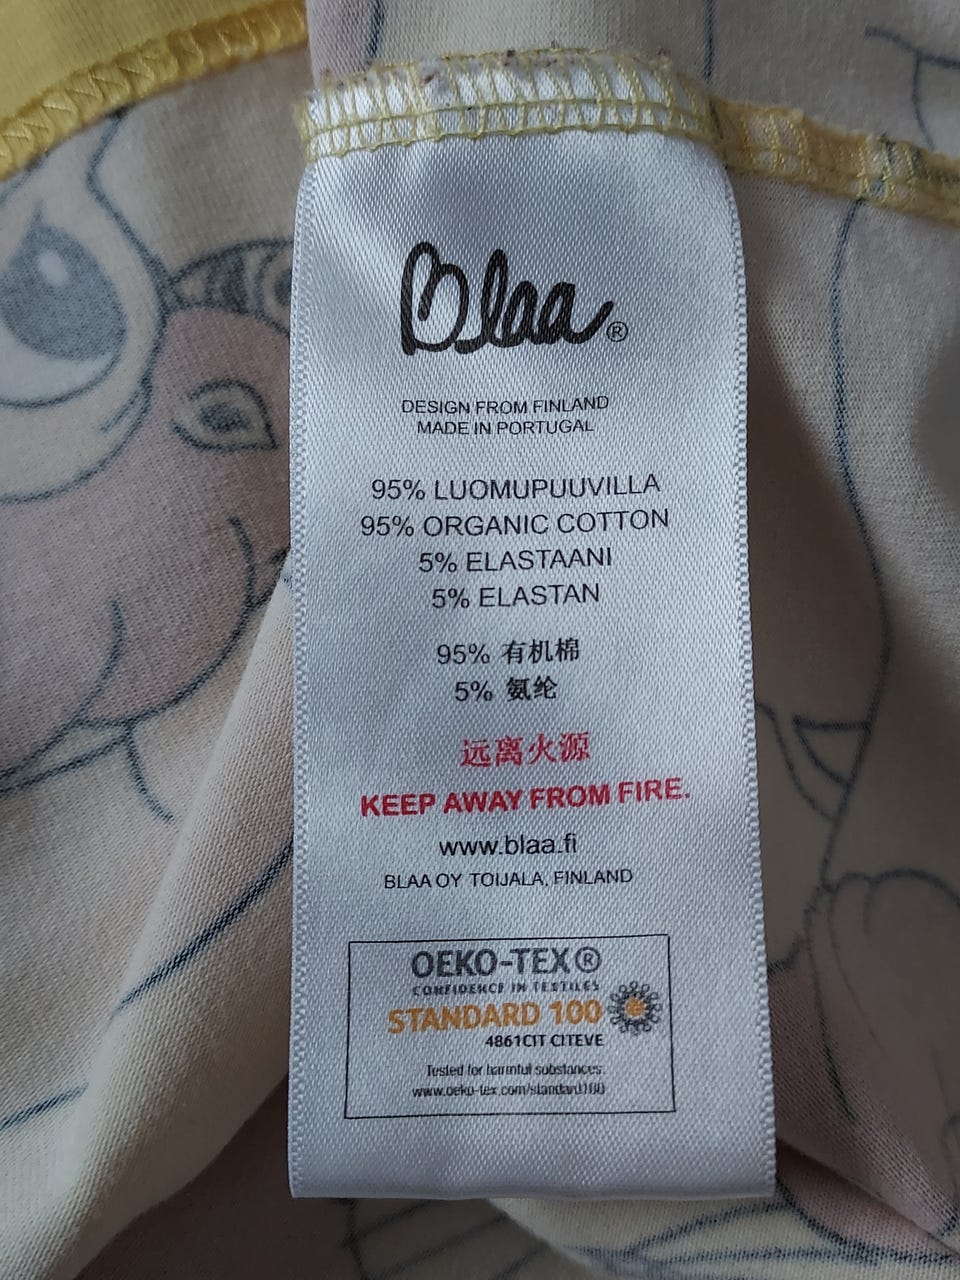 Blaa®
DESIGN FROM FINLAND
MADE IN PORTUGAL
95% LUOMUPUUVILLA
95% ORGANIC COTTON
5% ELASTAANI
5% ELASTAN
95% 有机棉
5% 氨纶
远离火源
KEEP AWAY FROM FIRE.
www.blaa.fi
BLAA OY TOIJALA, FINLAND
OEKO-TEX®
CONFIDENCE IN TEXTILES
STANDARD 100
4861CIT CITEVE
Tested for harmful substances.
www.oeko-tex.com/standard100